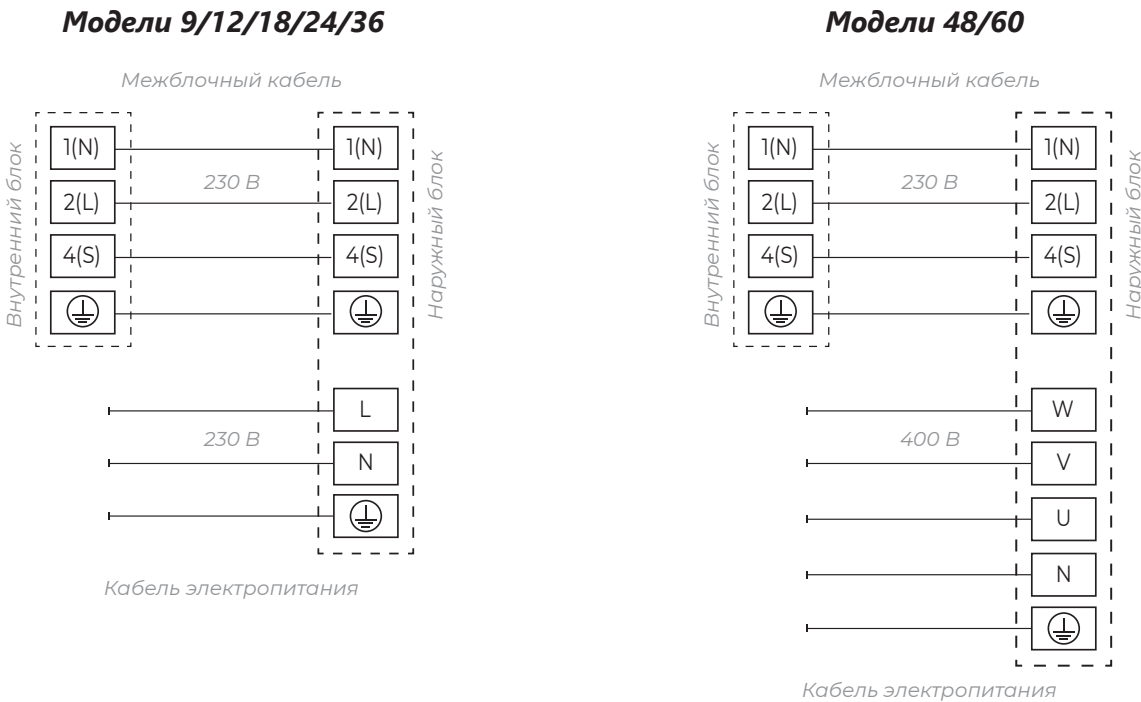 Модели 9/12/18/24/36
Межблочный кабель
Внутренний блок
Наружный блок
1(N)
1(N)
230 В
2(L)
2(L)
4(S)
4(S)
L
230 В
N
Кабель электропитания
Модели 48/60
Межблочный кабель
Внутренний блок
Наружный блок
1(N)
1(N)
230 В
2(L)
2(L)
4(S)
4(S)
W
400 В
V
U
N
Кабель электропитания